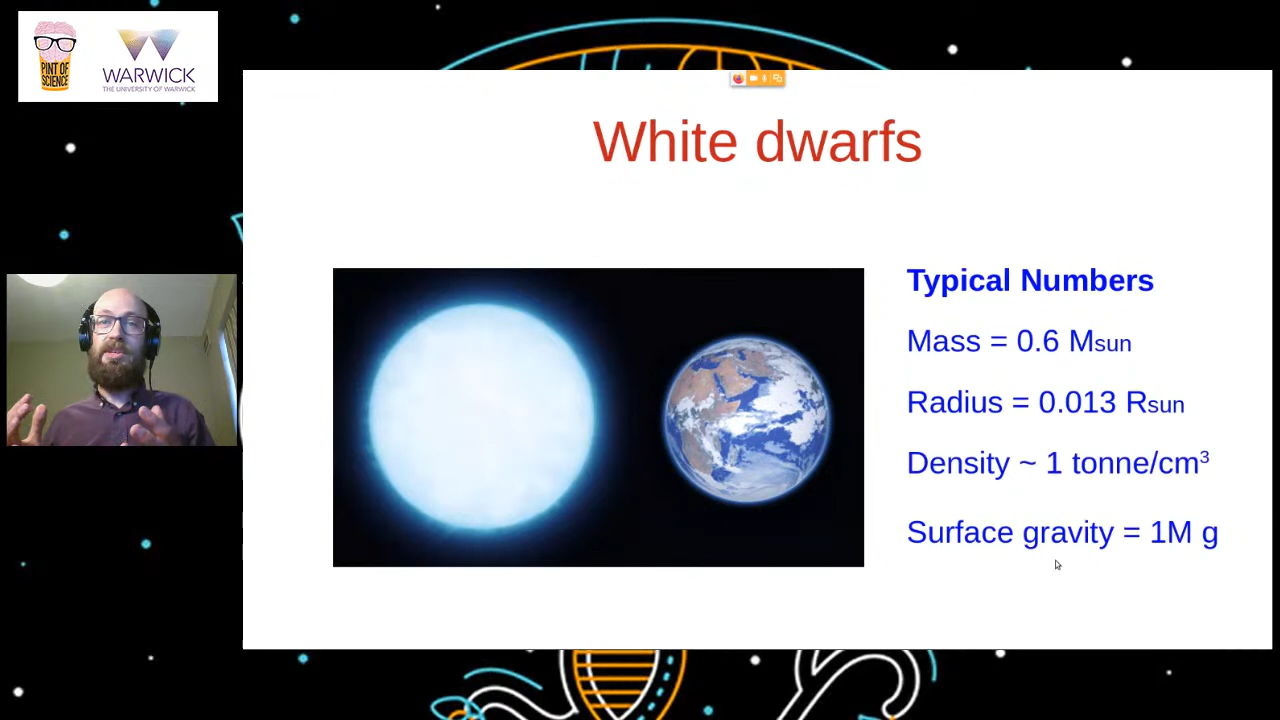 PINT OF
SCIENCE
WARWICK
THE UNIVERSITY OF WARWICK
White dwarfs
Typical Numbers
Mass = 0.6 Msun
Radius = 0.013 Rsun
Density ~ 1 tonne/cm³
Surface gravity = 1M g